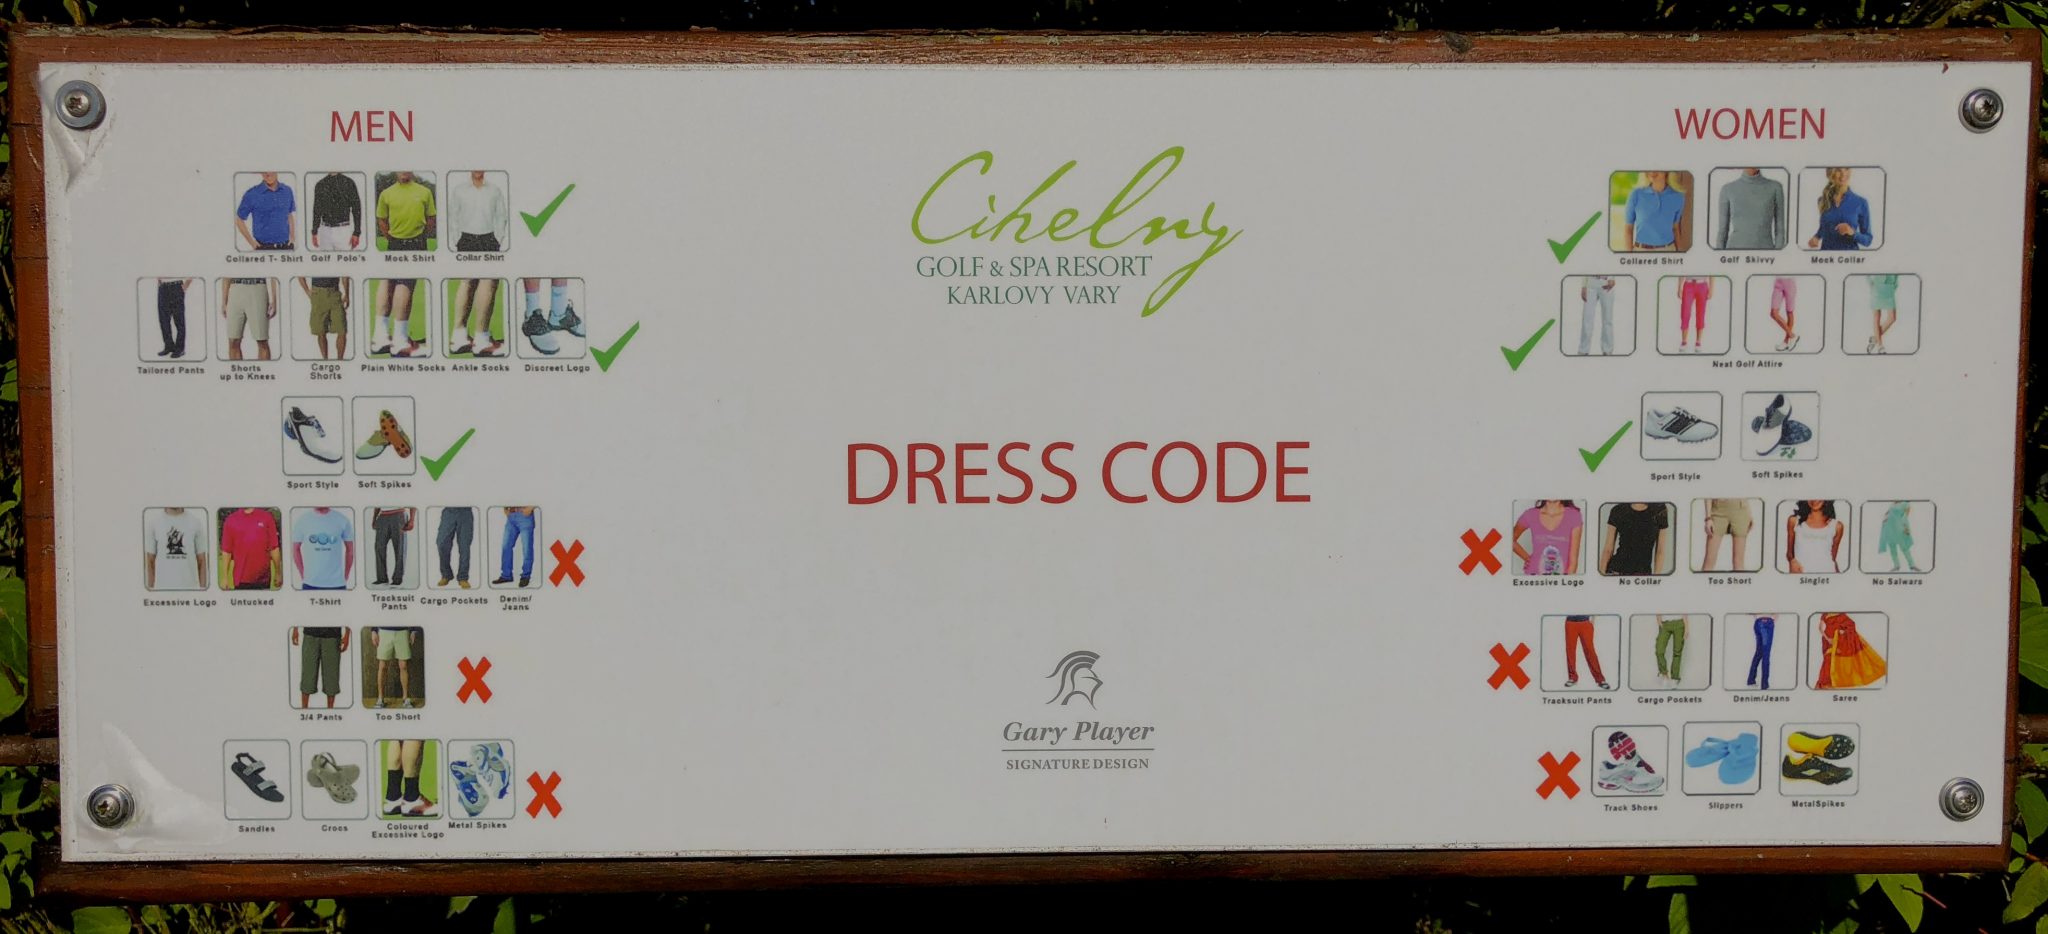 MEN
Collared T- Shirt Golf Polo's Mock Shirt Collar Shirt
Tailored Pants Shorts up to Knees Cargo Shorts Plain White Socks Ankle Socks Discreet Logo
Sport Style Soft Spikes
Excessive Logo Untucked T-Shirt Tracksuit Pants Cargo Pockets Denim/ Jeans
3/4 Pants Too Short
Sandles Crocs Coloured Excessive Logo Metal Spikes
Cihelny
GOLF & SPA RESORT
KARLOVY VARY
DRESS CODE
Gary Player
SIGNATURE DESIGN
WOMEN
Collared Shirt Golf Skivvy Mock Collar
Neat Golf Attire
Sport Style Soft Spikes
Excessive Logo No Collar Too Short Singlet No Salwars
Tracksuit Pants Cargo Pockets Denim/Jeans Saree
Track Shoes Slippers MetalSpikes